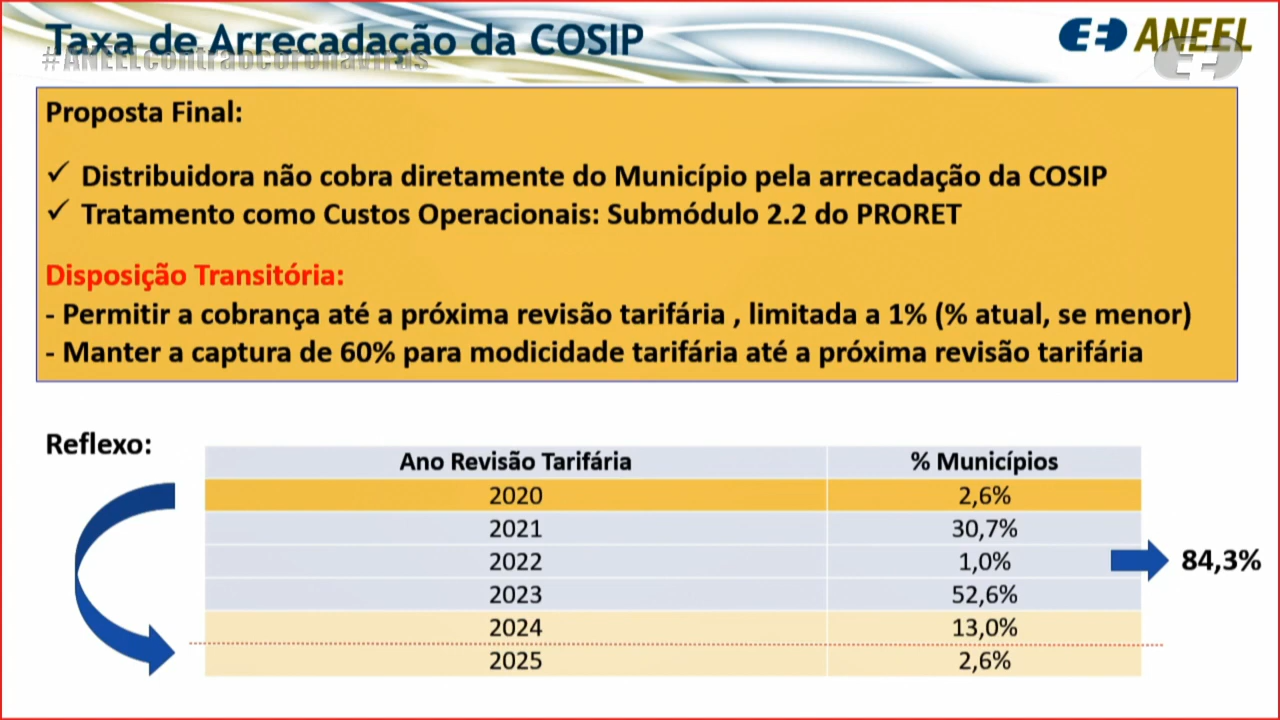 Taxa de Arrecadação da COSIP
#ANEELcontraocoronavírus
ANEEL
Proposta Final:
✓ Distribuidora não cobra diretamente do Município pela arrecadação da COSIP
✓ Tratamento como Custos Operacionais: Submódulo 2.2 do PRORET
Disposição Transitória:
- Permitir a cobrança até a próxima revisão tarifária , limitada a 1% (% atual, se menor)
- Manter a captura de 60% para modicidade tarifária até a próxima revisão tarifária
Reflexo:
Ano Revisão Tarifária % Municípios
2020 2,6%
2021 30,7%
2022 1,0%
2023 52,6%
2024 13,0%
2025 2,6%
84,3%